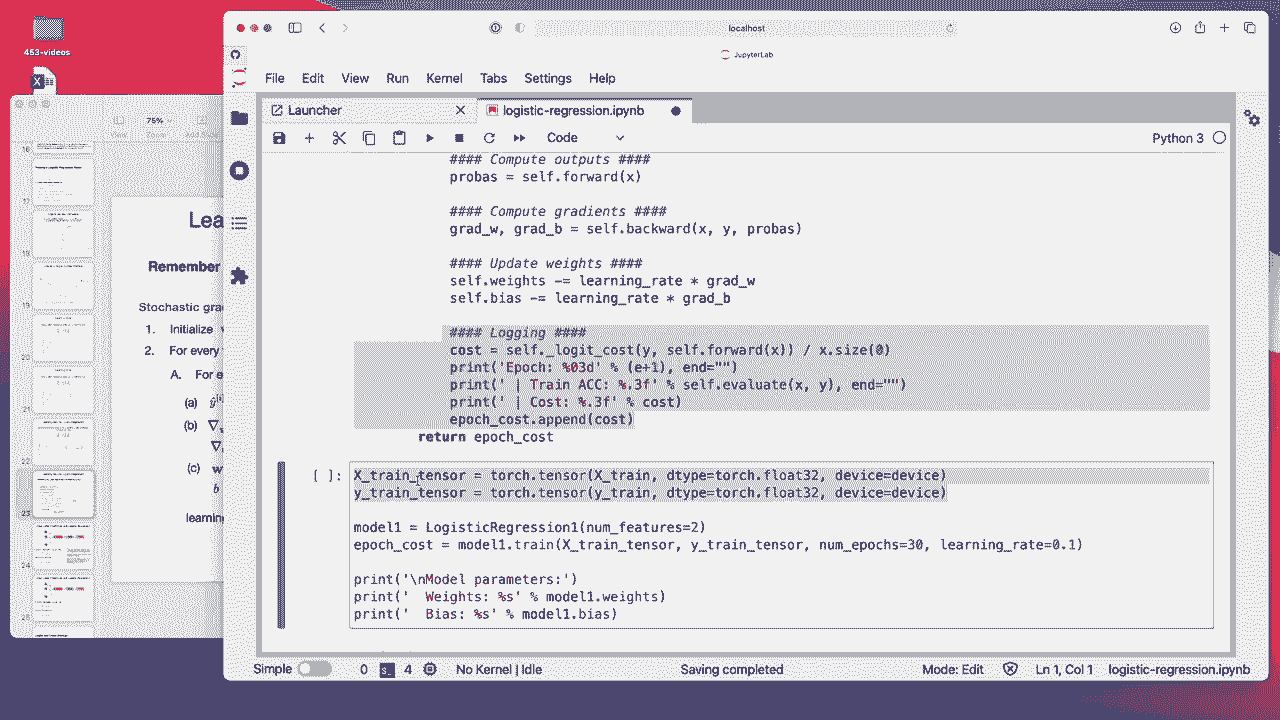 453-videos
localhost
JupyterLab
File Edit View Run Kernel Tabs Settings Help
Launcher
logistic-regression.ipynb
Code
Python 3
75%
#### Compute outputs ####
probas = self.forward(x)
#### Compute gradients ####
grad_w, grad_b = self.backward(x, y, probas)
#### Update weights ####
self.weights -= learning_rate * grad_w
self.bias -= learning_rate * grad_b
#### Logging ####
cost = self._logit_cost(y, self.forward(x)) / x.size(0)
print('Epoch: %03d' % (e+1), end="")
print(' | Train ACC: %.3f' % self.evaluate(x, y), end="")
print(' | Cost: %.3f' % cost)
epoch_cost.append(cost)
return epoch_cost
[ ]:
X_train_tensor = torch.tensor(X_train, dtype=torch.float32, device=device)
y_train_tensor = torch.tensor(y_train, dtype=torch.float32, device=device)
model1 = LogisticRegression1(num_features=2)
epoch_cost = model1.train(X_train_tensor, y_train_tensor, num_epochs=30, learning_rate=0.1)
print('\nModel parameters:')
print('  Weights: %s' % model1.weights)
print('  Bias: %s' % model1.bias)
Lea
Remember
Stochastic gra
1. Initialize
2. For every
A. For e
(a) ŷ[i]
(b) ∇
∇
(c) w
b
learning
Simple 0 4 No Kernel | Idle Saving completed Mode: Edit Ln 1, Col 1 logistic-regression.ipynb